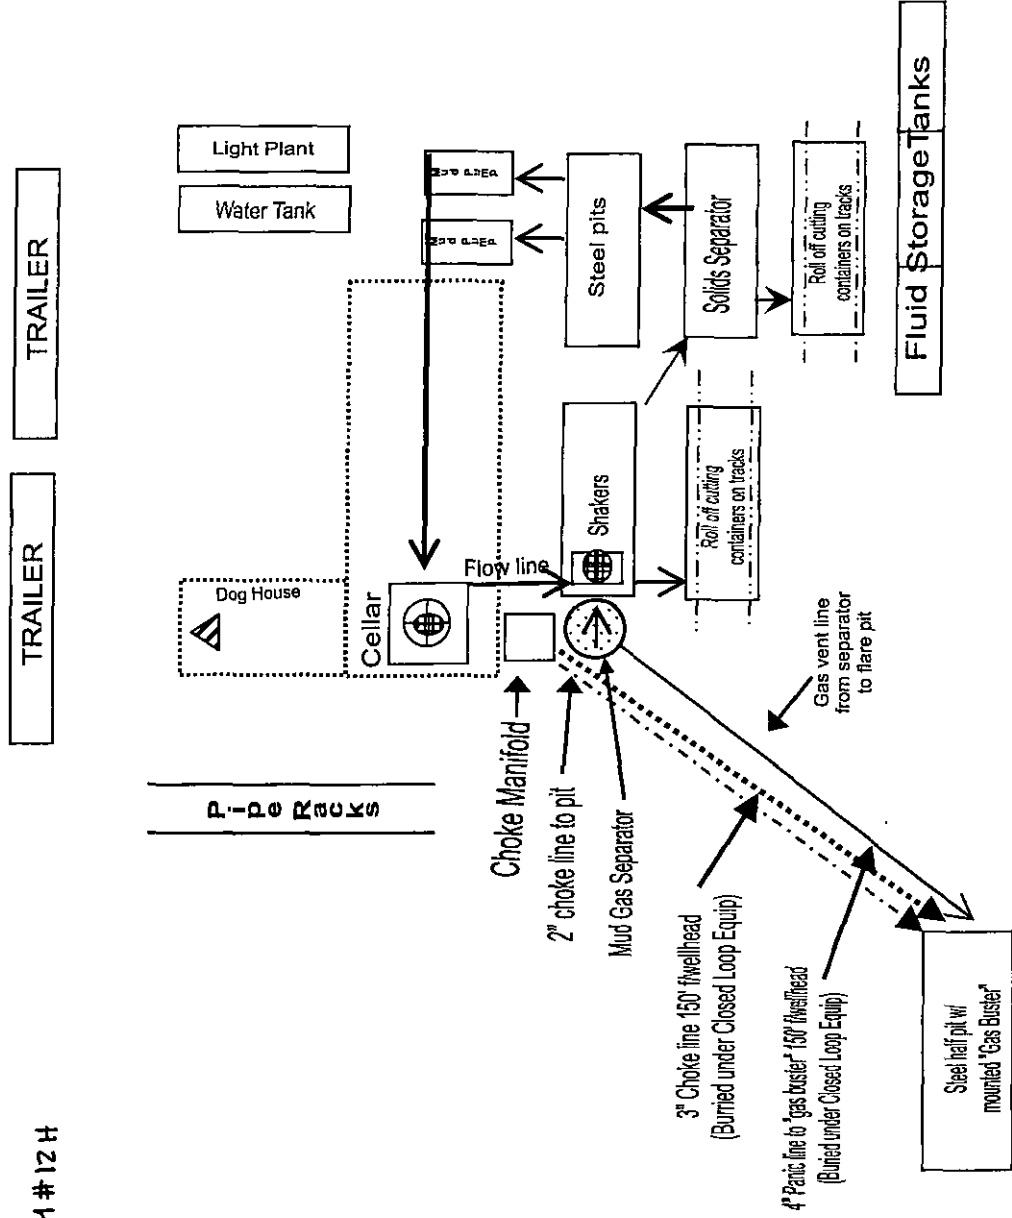 TRAILER
TRAILER
Light Plant
Water Tank
Dog House
Pipe Racks
Cellar
Flow line
Mud pump
Mud pump
Steel pits
Solids Separator
Shakers
Roll off cutting
containers on tracks
Roll off cutting
containers on tracks
Fluid Storage Tanks
Choke Manifold
2" choke line to pit
Mud Gas Separator
Gas vent line
from separator
to flare pit
3" Choke line 150' f/wellhead
(Burried under Closed Loop Equip)
4" Panic line to "gas buster" 150' f/wellhead
(Buried under Closed Loop Equip)
Steel half pit w/
mounted "Gas Buster"
#12H